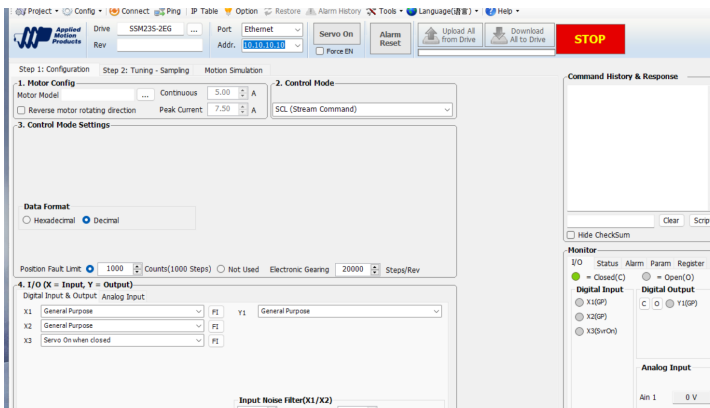 Project Config Connect Ping IP Table Option Restore Alarm History Tools Language(语言) Help
Applied Motion Products
Drive SSM23S-2EG ... Port Ethernet Servo On Alarm Reset Upload All from Drive Download All to Drive STOP
Rev Addr. 10.10.10.10 Force EN
Step 1: Configuration Step 2: Tuning - Sampling Motion Simulation
Command History & Response
1. Motor Config 2. Control Mode
Motor Model ... Continuous 5.00 A
Reverse motor rotating direction Peak Current 7.50 A SCL (Stream Command)
3. Control Mode Settings
Data Format
Hexadecimal Decimal
Clear Scrip
Hide CheckSum
Monitor
I/O Status Alarm Param Register
Position Fault Limit 1000 Counts(1000 Steps) Not Used Electronic Gearing 20000 Steps/Rev
= Closed(C) = Open(O)
4. I/O (X = Input, Y = Output)
Digital Input & Output Analog Input
Digital Input Digital Output
X1 General Purpose FI Y1 General Purpose
X1(GP) C O Y1(GP)
X2 General Purpose FI
X2(GP)
X3 Servo On when closed FI
X3(SvrOn)
Analog Input
Ain 1 0 V
Input Noise Filter(X1/X2)